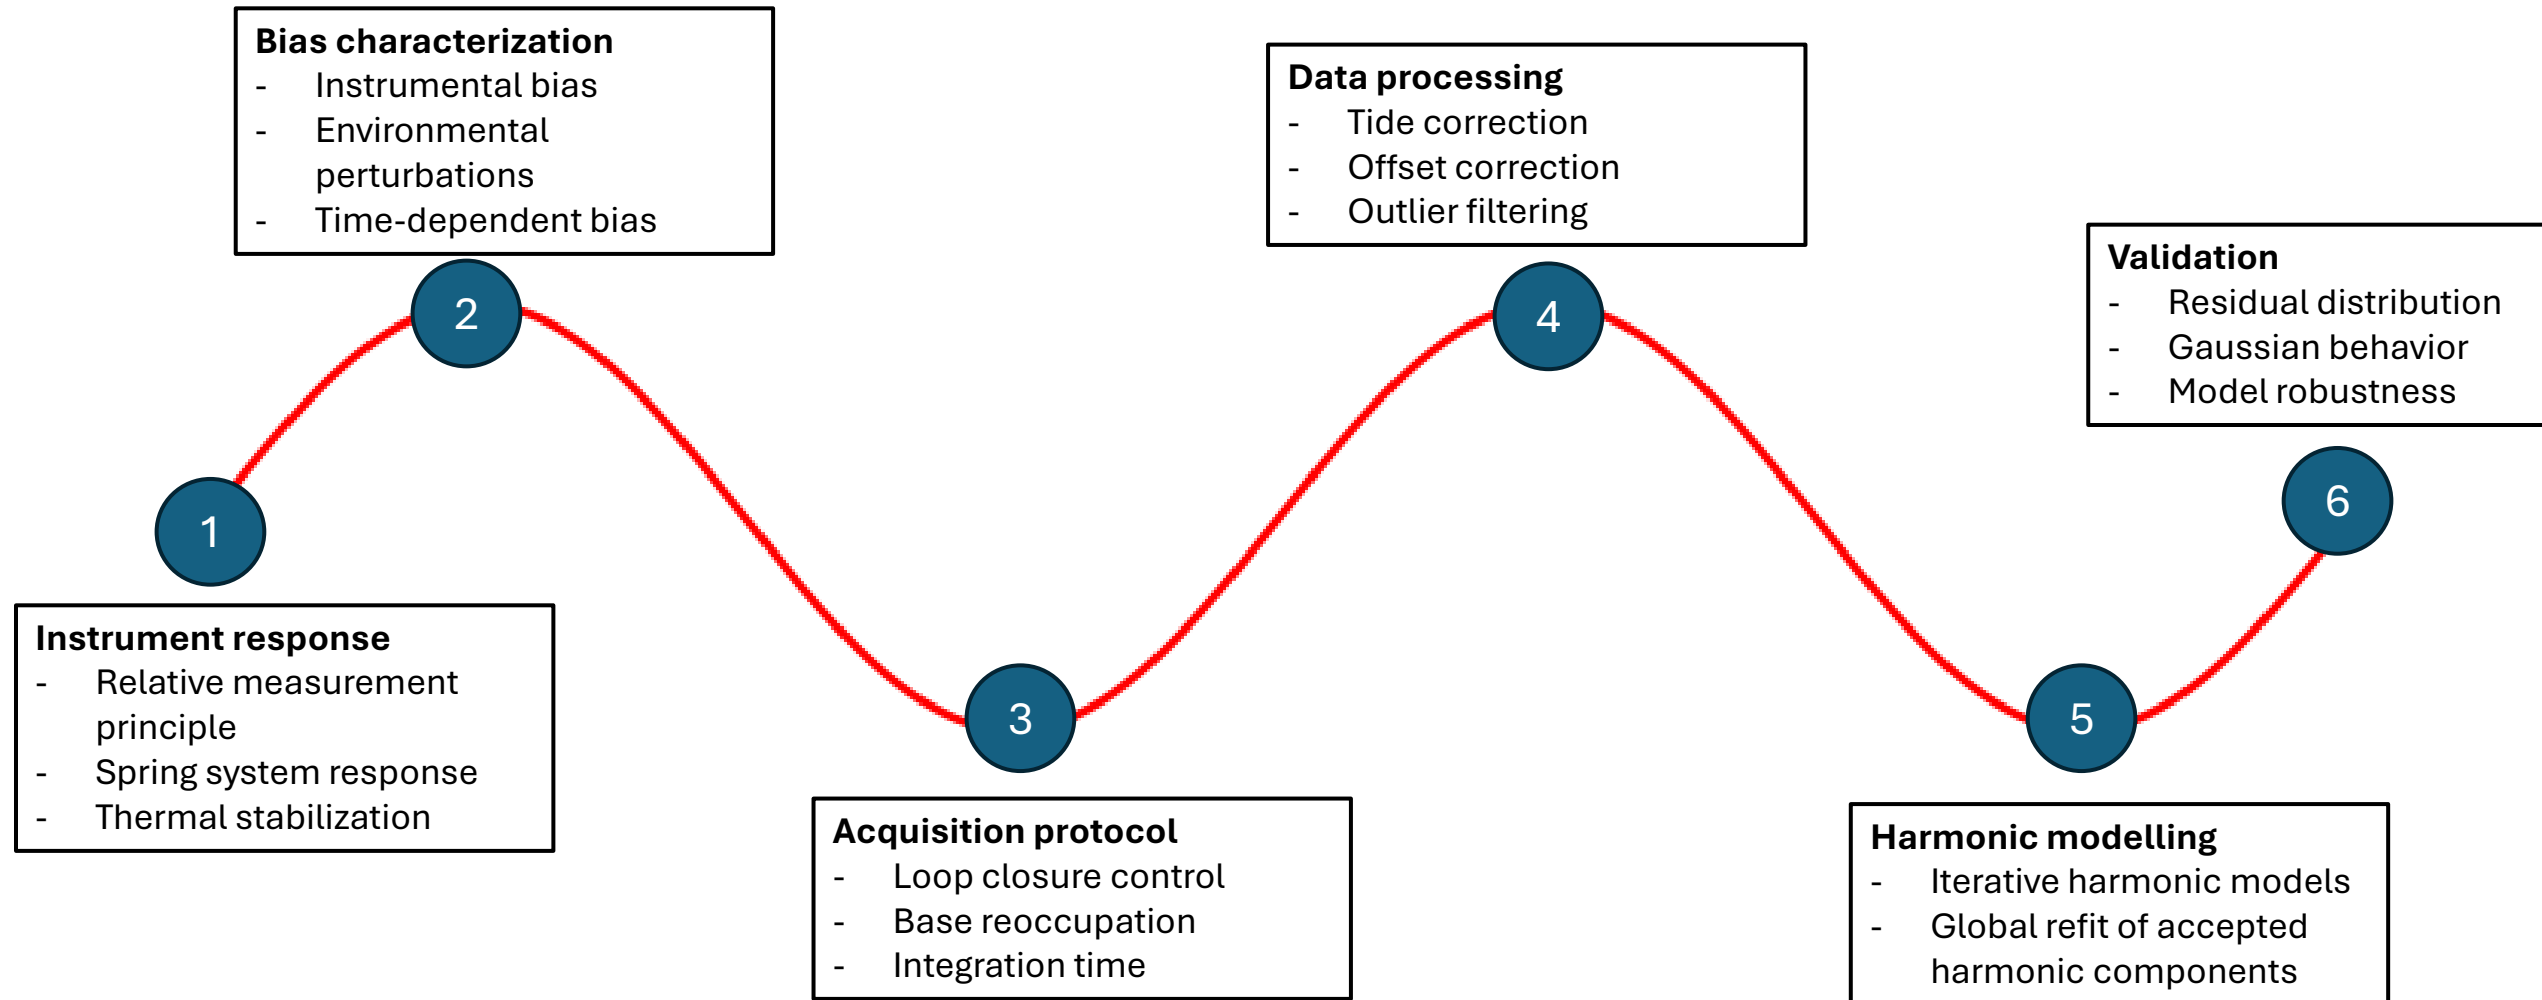 Bias characterization
- Instrumental bias
- Environmental
perturbations
- Time-dependent bias
Data processing
- Tide correction
- Offset correction
- Outlier filtering
Validation
- Residual distribution
- Gaussian behavior
- Model robustness
2
4
6
1
3
5
Instrument response
- Relative measurement
principle
- Spring system response
- Thermal stabilization
Acquisition protocol
- Loop closure control
- Base reoccupation
- Integration time
Harmonic modelling
- Iterative harmonic models
- Global refit of accepted
harmonic components